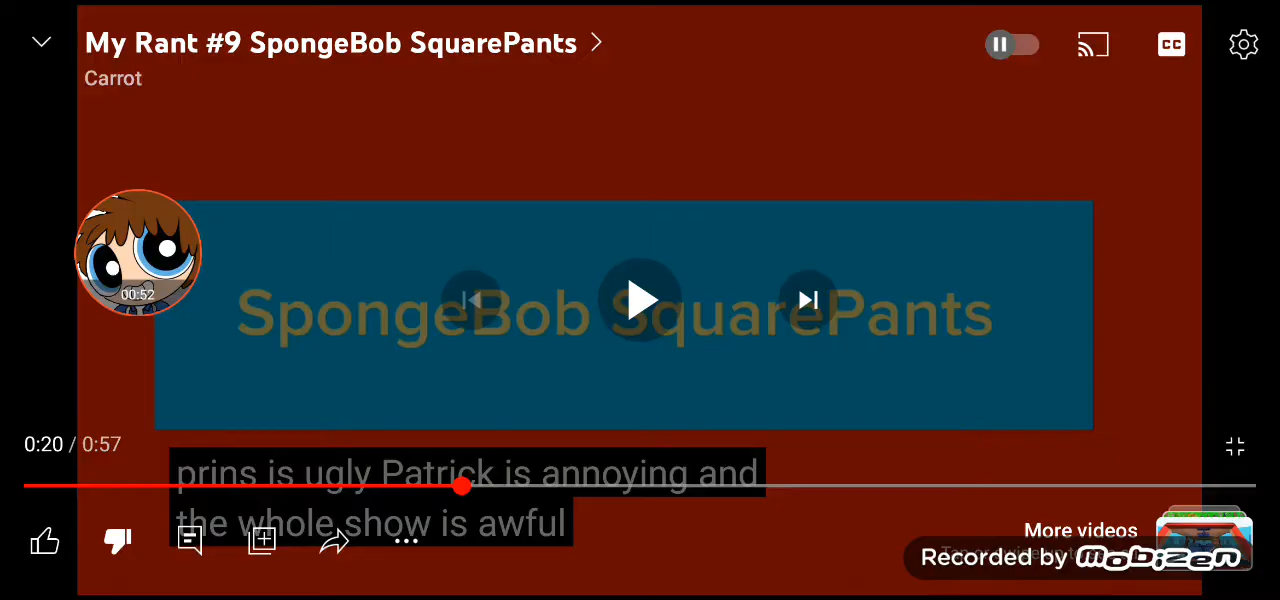 My Rant #9 SpongeBob SquarePants
Carrot
CC
00:52
SpongeBob SquarePants
0:20 / 0:57
prins is ugly Patrick is annoying and
the whole show is awful
More videos
Recorded by mobizen